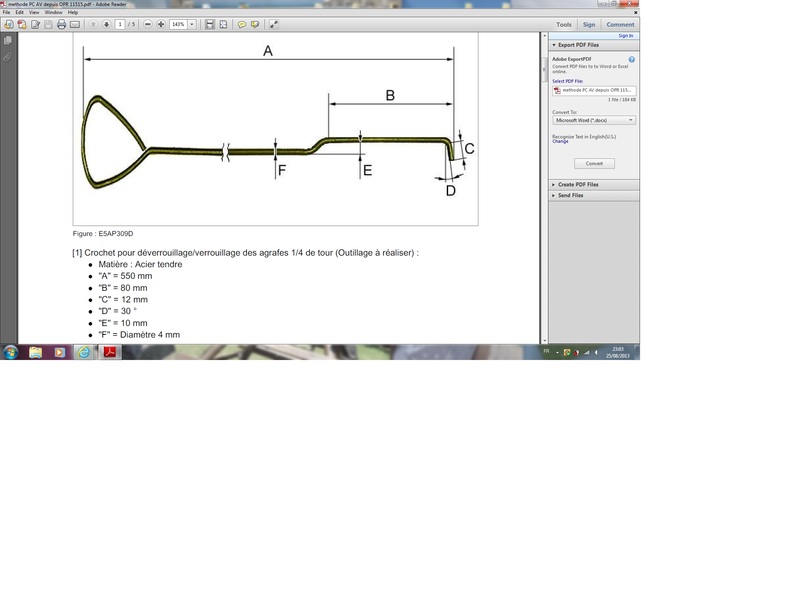 methode PC AV depuis OPR 11515.pdf - Adobe Reader
File Edit View Window Help
1 / 5
143%
Tools Sign Comment
Sign In
Export PDF Files
Adobe ExportPDF
Convert PDF files to Word or Excel online.
Select PDF File:
methode PC AV depuis OPR 115...
1 file / 184 KB
Convert To:
Microsoft Word (*.docx)
Recognize Text in English(U.S.)
Change
Convert
Create PDF Files
Send Files
A
B
C
D
E
F
Figure : E5AP309D
[1] Crochet pour déverrouillage/verrouillage des agrafes 1/4 de tour (Outillage à réaliser) :
• Matière : Acier tendre
• "A" = 550 mm
• "B" = 80 mm
• "C" = 12 mm
• "D" = 30 °
• "E" = 10 mm
• "F" = Diamètre 4 mm
FR
23:03
25/08/2013